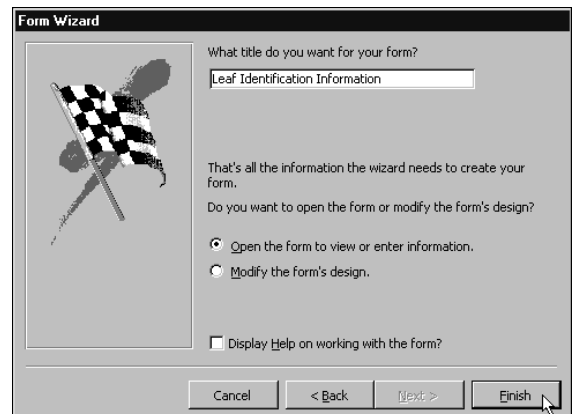 Form Wizard
What title do you want for your form?
Leaf Identification Information
That's all the information the wizard needs to create your
form.
Do you want to open the form or modify the form's design?
Open the form to view or enter information.
Modify the form's design.
Display Help on working with the form?
Cancel
< Back
Next >
Finish